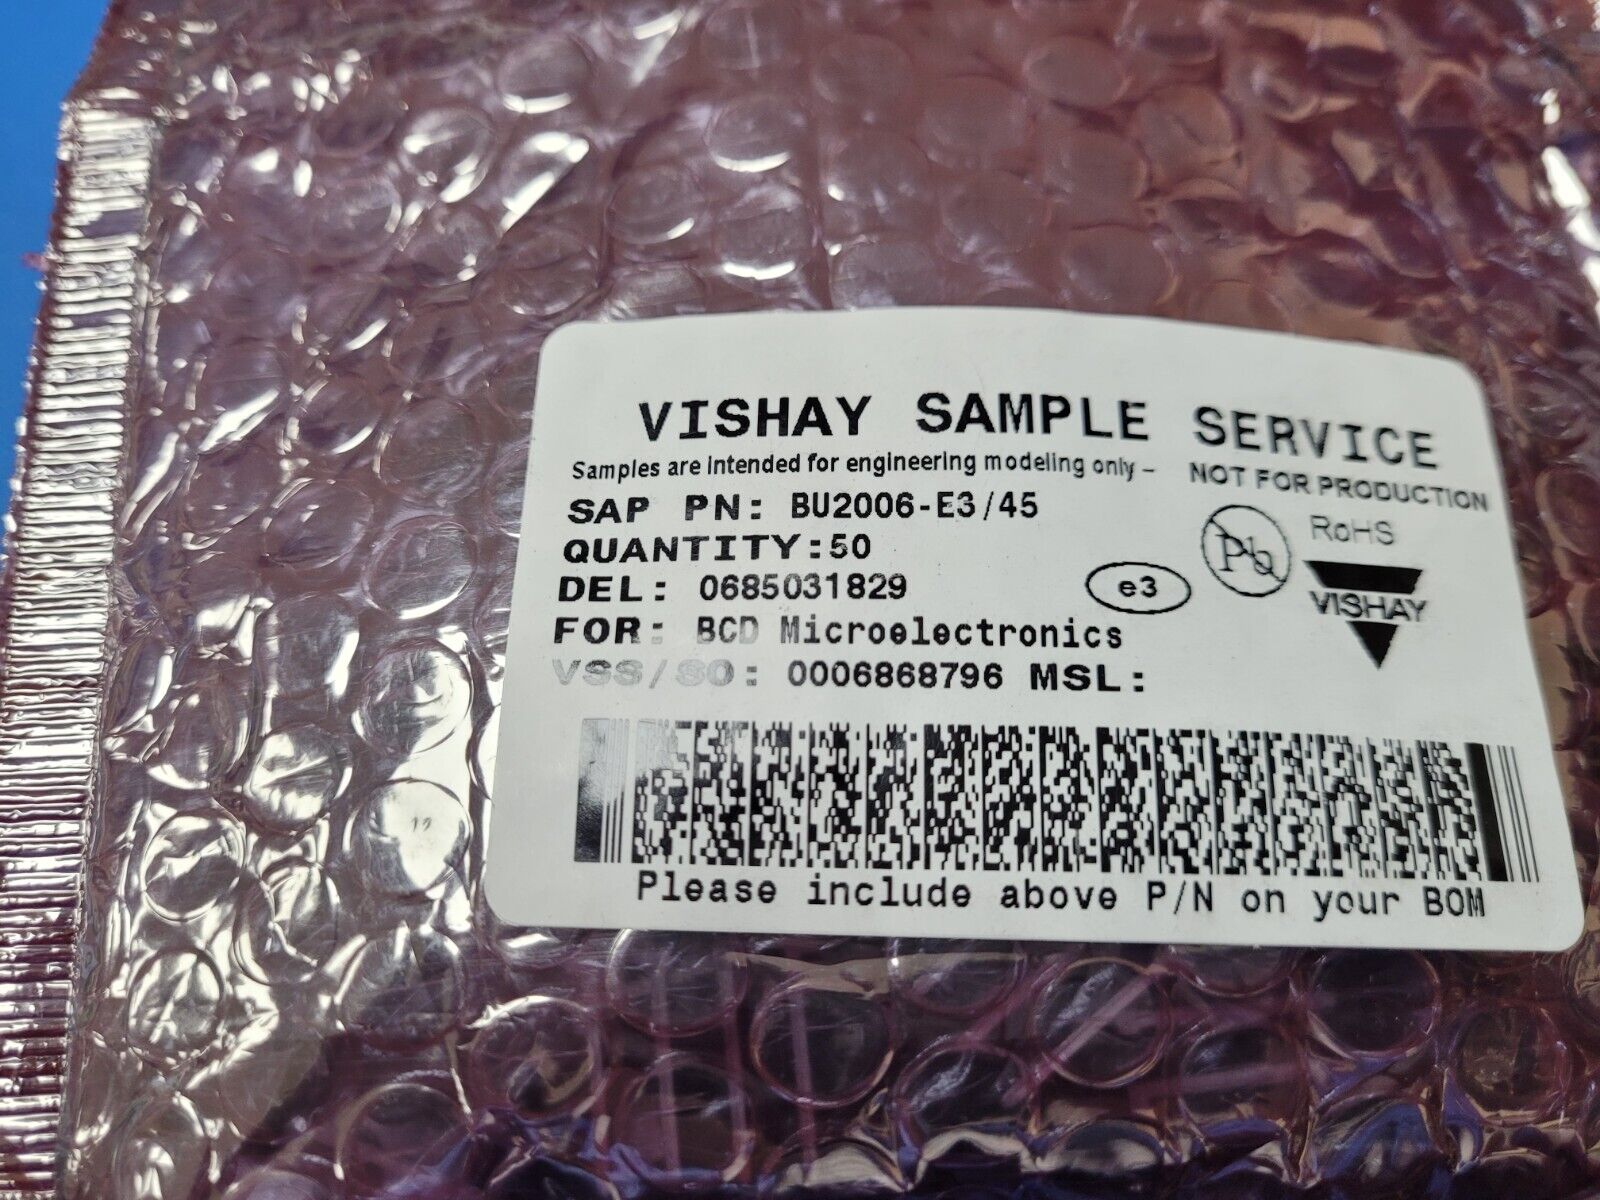 VISHAY SAMPLE SERVICE
Samples are intended for engineering modeling only – NOT FOR PRODUCTION
SAP PN: BU2006-E3/45
QUANTITY:50
DEL: 0685031829
e3
Pb
RoHS
VISHAY
FOR: BCD Microelectronics
VSS/SO: 0006868796 MSL:
Please include above P/N on your BOM